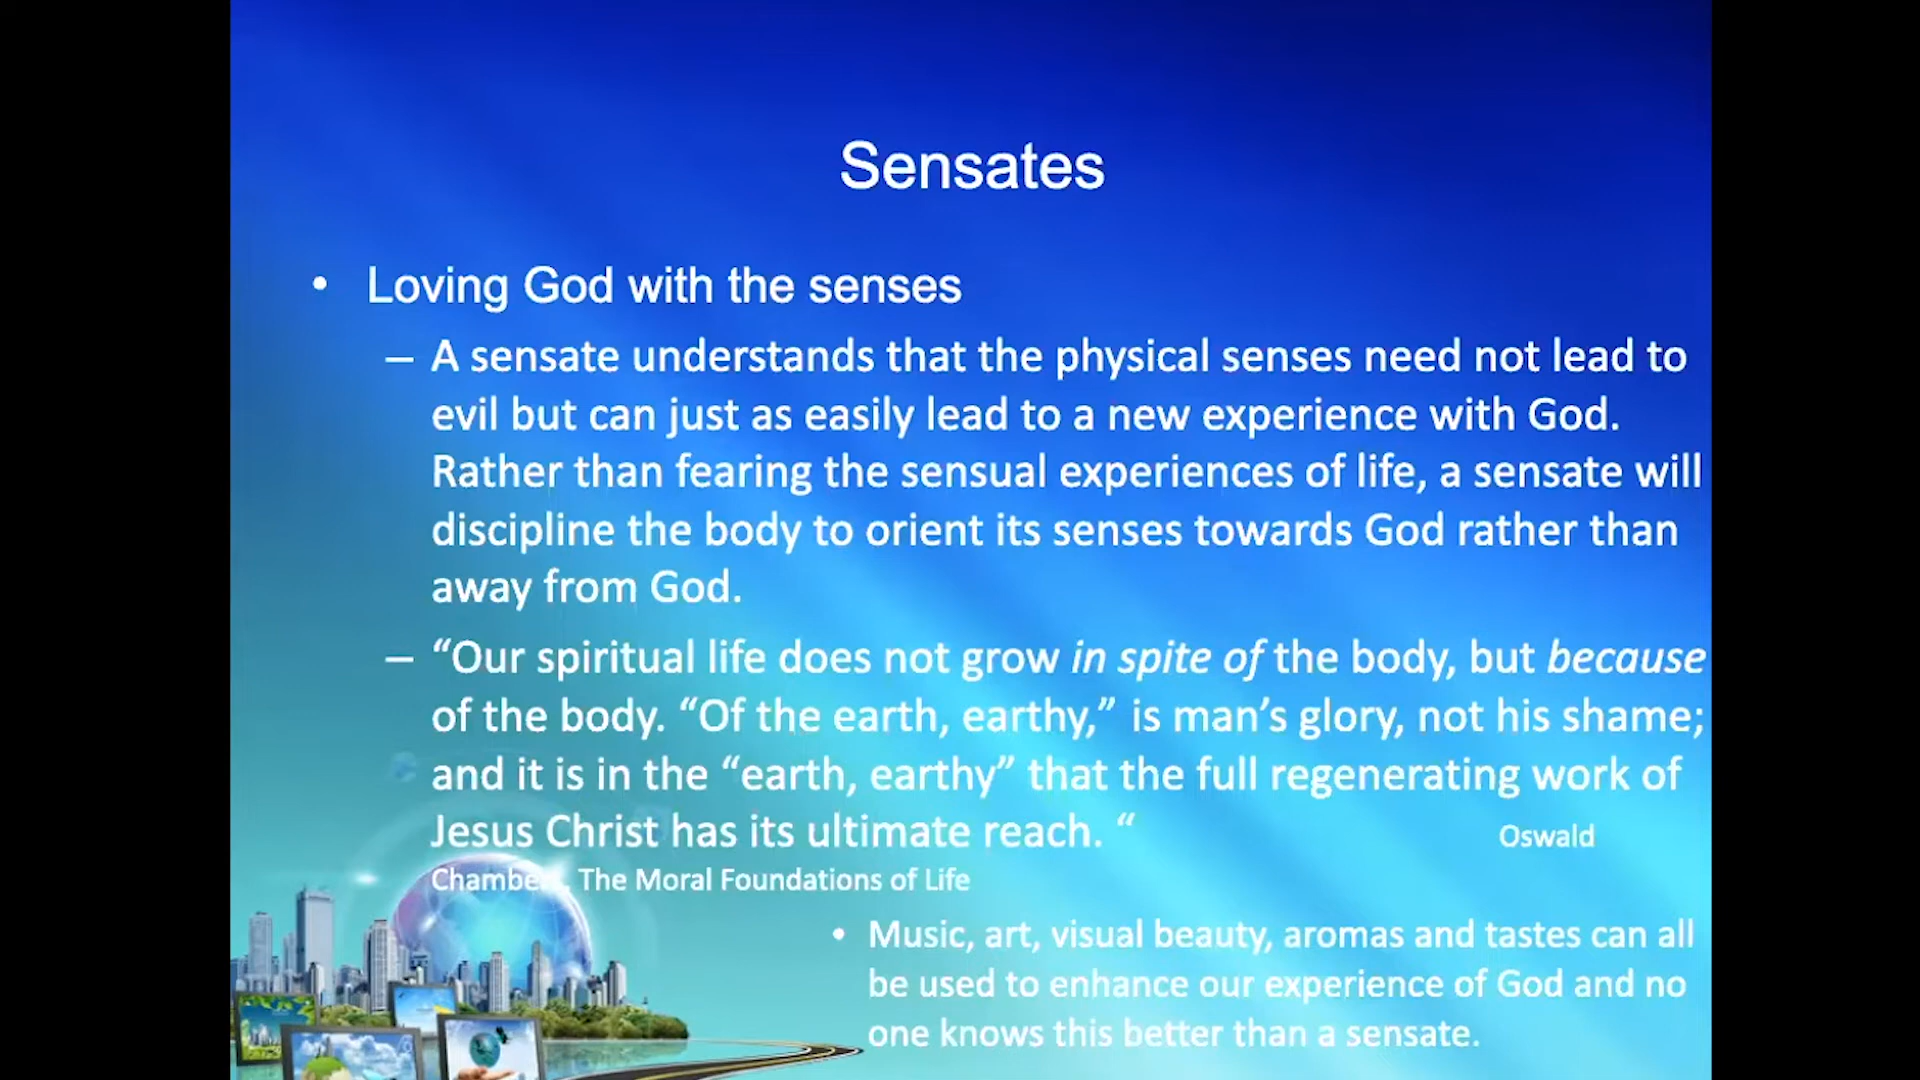 Sensates
• Loving God with the senses
– A sensate understands that the physical senses need not lead to
evil but can just as easily lead to a new experience with God.
Rather than fearing the sensual experiences of life, a sensate will
discipline the body to orient its senses towards God rather than
away from God.
– “Our spiritual life does not grow in spite of the body, but because
of the body. “Of the earth, earthy,” is man’s glory, not his shame;
and it is in the “earth, earthy” that the full regenerating work of
Jesus Christ has its ultimate reach. “ Oswald
Chambers, The Moral Foundations of Life
• Music, art, visual beauty, aromas and tastes can all
be used to enhance our experience of God and no
one knows this better than a sensate.